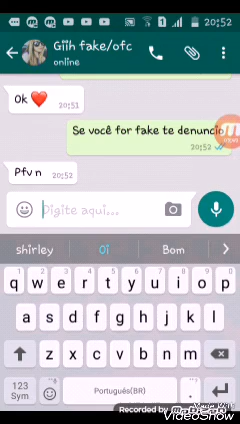 20:52
Giih fake/ofc
online
Ok ❤️ 20:51
Se você for fake te denuncio
20:52
Pfv n 20:52
Digite aqui...
shirley Oi Bom
q w e r t y u i o p
a s d f g h j k l
z x c v b n m
123
Sym
Português(BR) .
Recorded by
VideoShow